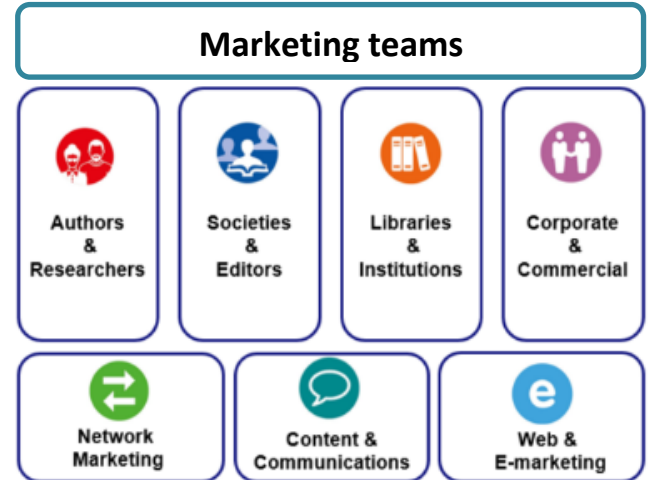 Marketing teams
Authors
&
Researchers
Societies
&
Editors
Libraries
&
Institutions
Corporate
&
Commercial
Network
Marketing
Content &
Communications
e
Web &
E-marketing